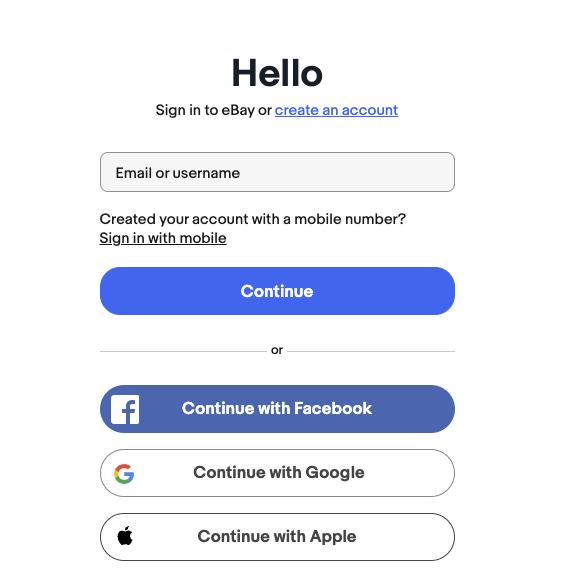 Hello
Sign in to eBay or create an account
Email or username
Created your account with a mobile number?
Sign in with mobile
Continue
or
Continue with Facebook
Continue with Google
Continue with Apple